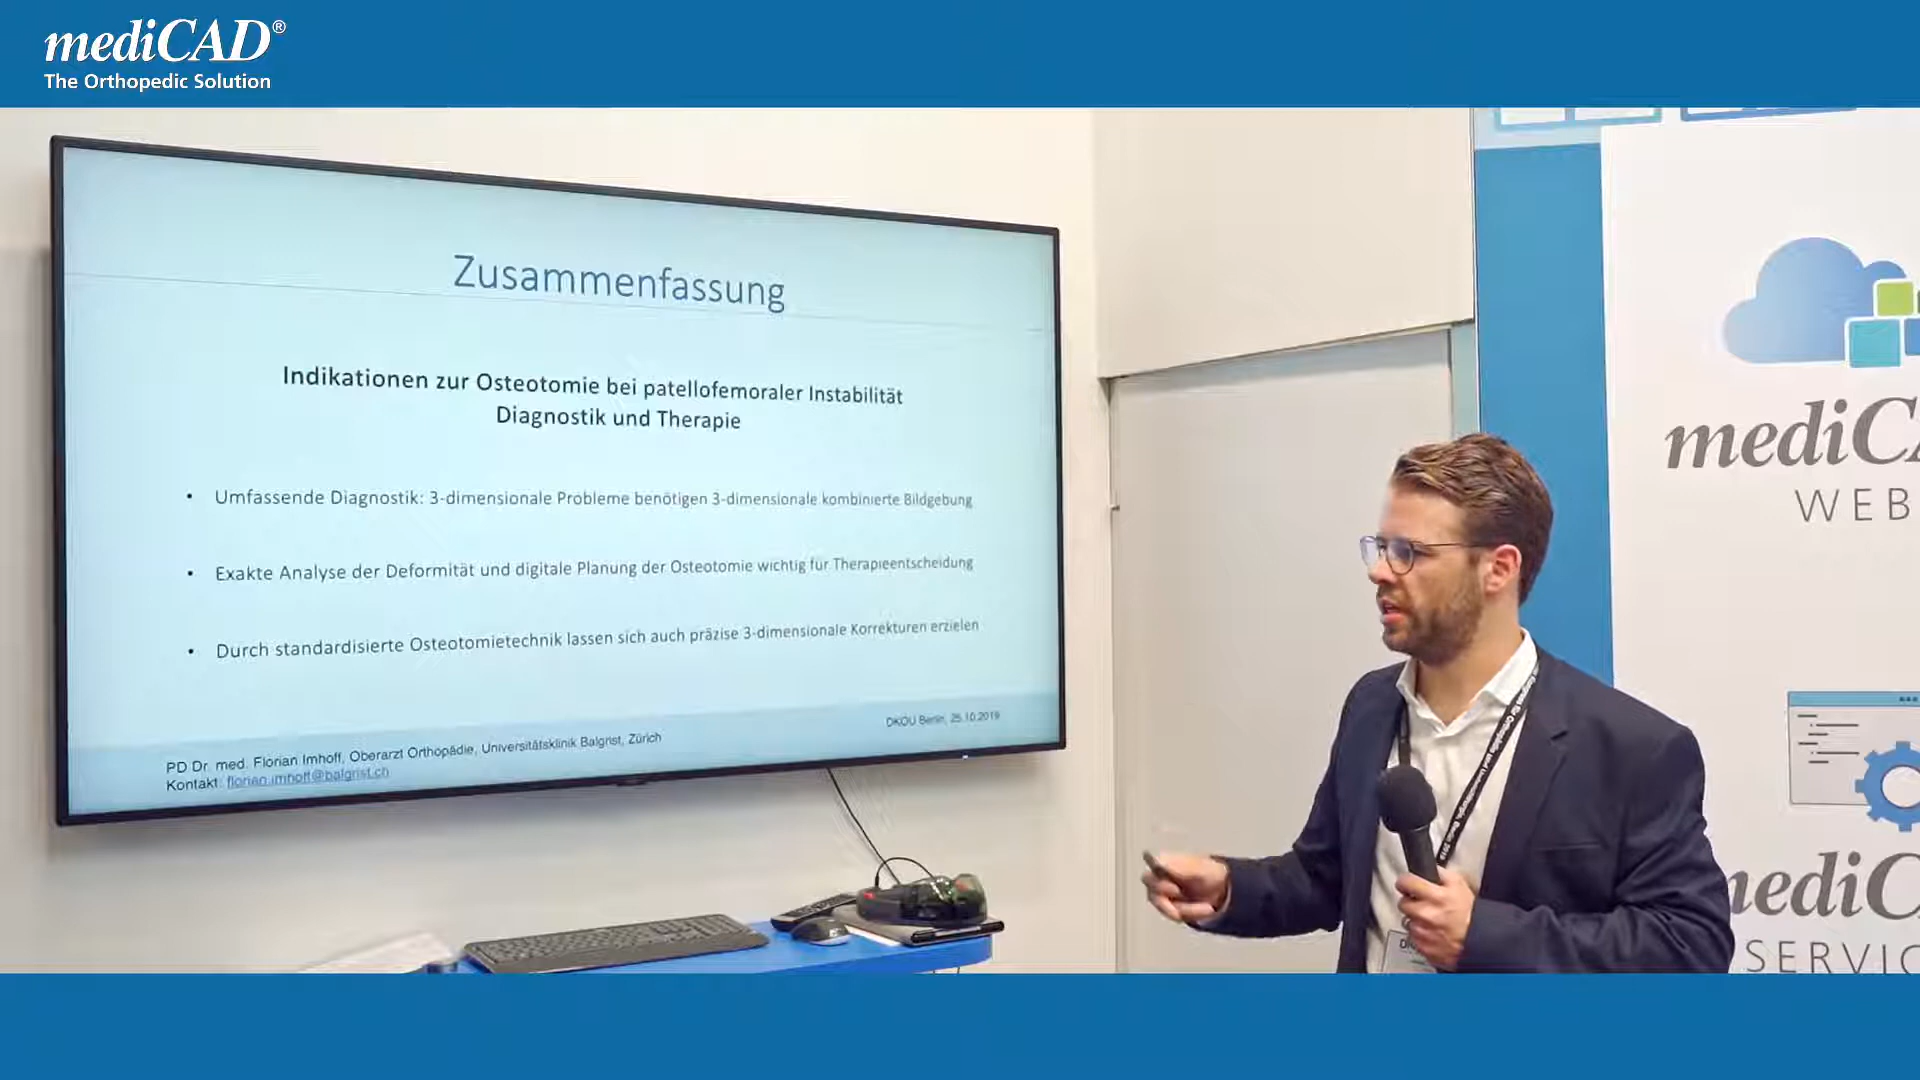 mediCAD®
The Orthopedic Solution
Zusammenfassung
Indikationen zur Osteotomie bei patellofemoraler Instabilität
Diagnostik und Therapie
• Umfassende Diagnostik: 3-dimensionale Probleme benötigen 3-dimensionale kombinierte Bildgebung
• Exakte Analyse der Deformität und digitale Planung der Osteotomie wichtig für Therapieentscheidung
• Durch standardisierte Osteotomietechnik lassen sich auch präzise 3-dimensionale Korrekturen erzielen
DKOU Berlin, 25.10.2019
PD Dr. med. Florian Imhoff, Oberarzt Orthopädie, Universitätsklinik Balgrist, Zürich
Kontakt: florian.imhoff@balgrist.ch
mediCA
WEB
mediC
SERVIC